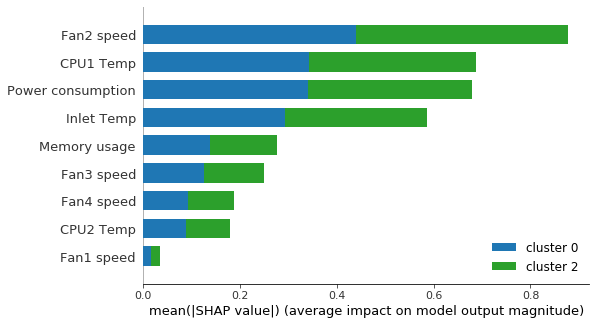 Fan2 speed
CPU1 Temp
Power consumption
Inlet Temp
Memory usage
Fan3 speed
Fan4 speed
CPU2 Temp
Fan1 speed
cluster 0
cluster 2
0.0 0.2 0.4 0.6 0.8
mean(|SHAP value|) (average impact on model output magnitude)